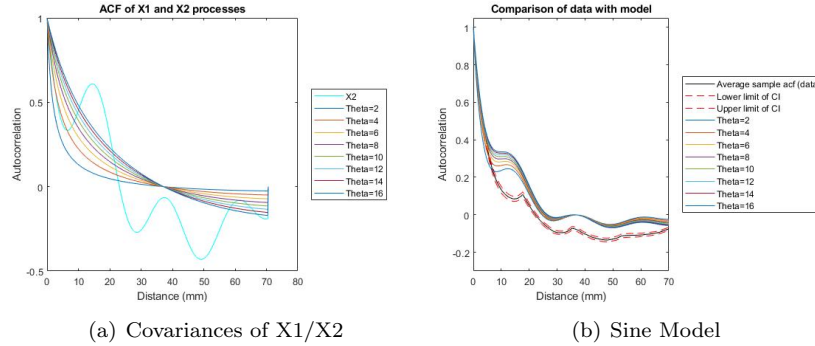 ACF of X1 and X2 processes
Autocorrelation
1
0.5
0
-0.5
0 10 20 30 40 50 60 70 80
Distance (mm)
X2
Theta=2
Theta=4
Theta=6
Theta=8
Theta=10
Theta=12
Theta=14
Theta=16
(a) Covariances of X1/X2
Comparison of data with model
Autocorrelation
1
0.8
0.6
0.4
0.2
0
-0.2
0 10 20 30 40 50 60 70
Distance (mm)
Average sample acf (data
Lower limit of CI
Upper limit of CI
Theta=2
Theta=4
Theta=6
Theta=8
Theta=10
Theta=12
Theta=14
Theta=16
(b) Sine Model